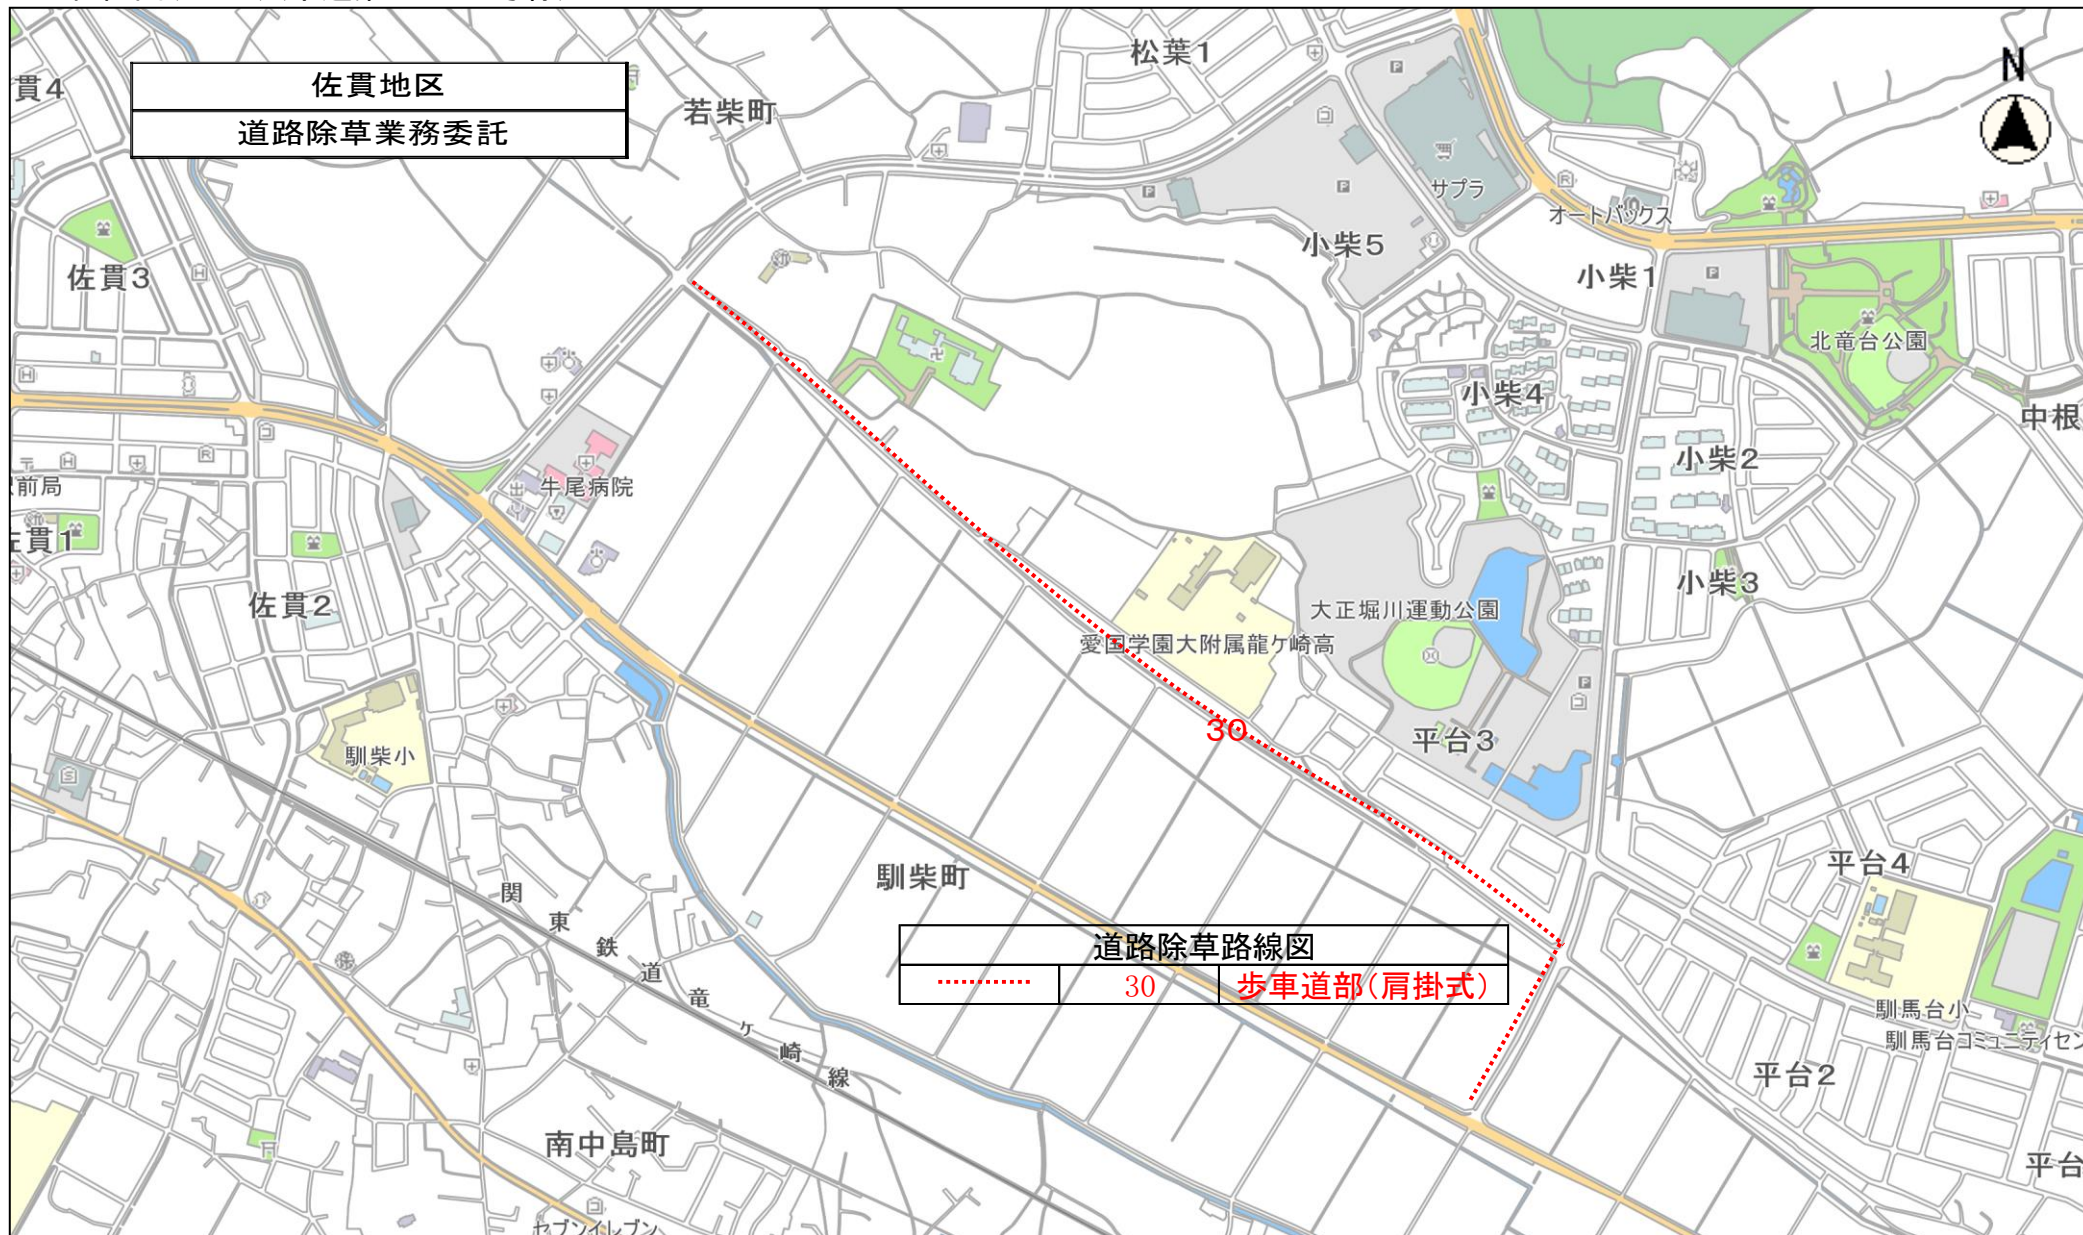 佐貫地区
道路除草業務委託
N
貫4
若柴町
松葉1
サプラ
オートバックス
小柴5
小柴1
佐貫3
北竜台公園
小柴4
中根
小柴2
牛尾病院
前局
貫1
佐貫2
小柴3
大正堀川運動公園
愛国学園大附属龍ケ崎高
30
平台3
馴柴小
馴柴町
平台4
関東鉄道竜ヶ崎線
道路除草路線図
30 歩車道部(肩掛式)
馴馬台小
馴馬台コミュニティセン
平台2
南中島町
平台
セブンイレブン